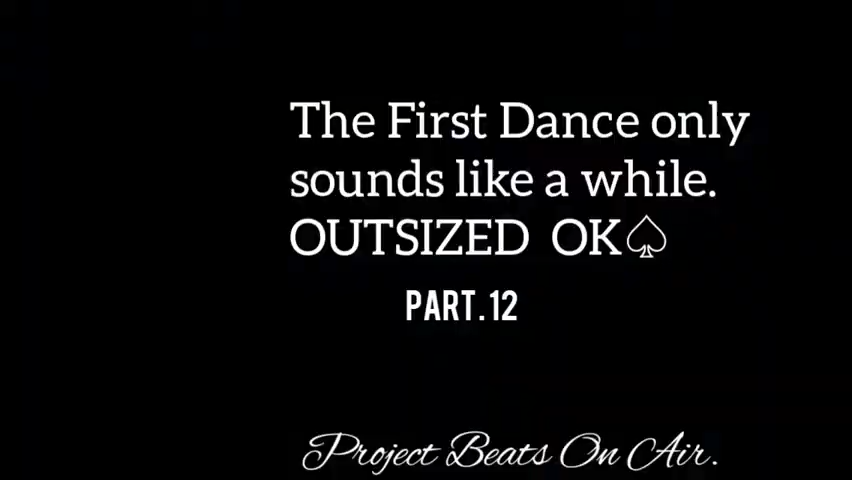 The First Dance only
sounds like a while.
OUTSIZED OK♤
PART.12
Project Beats On Air.